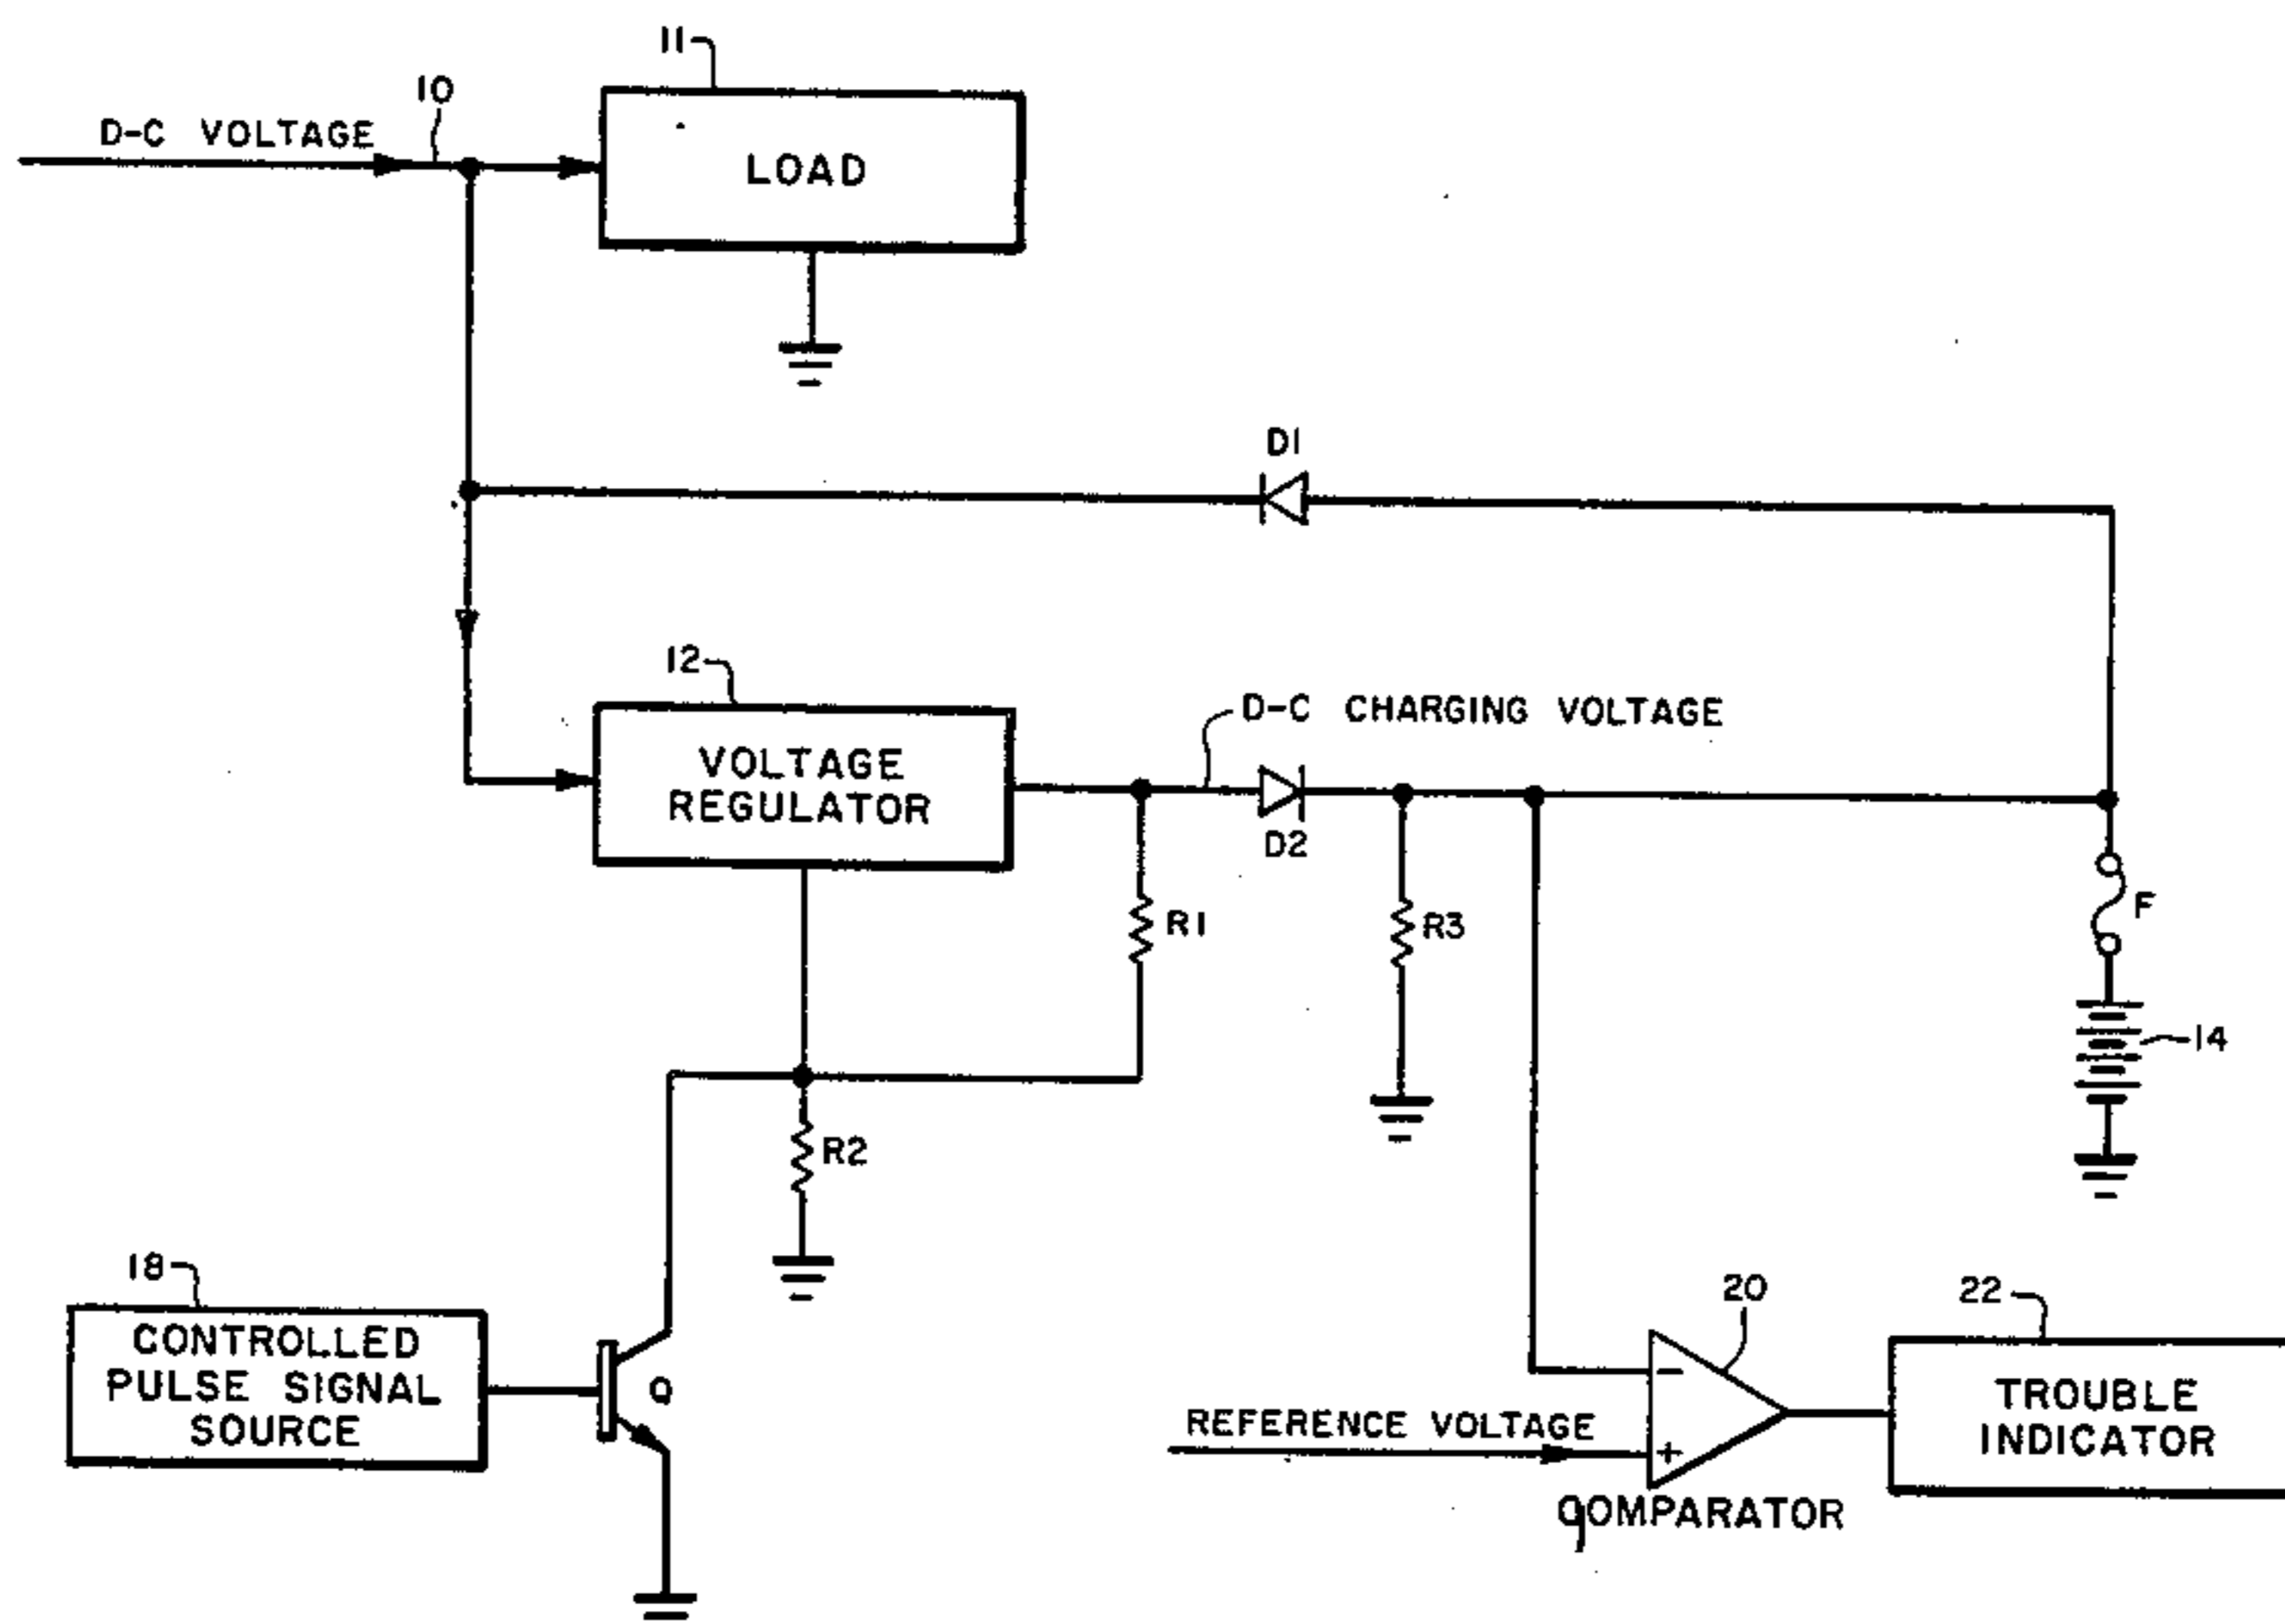 11
10
D-C VOLTAGE
LOAD
D1
12
D-C CHARGING VOLTAGE
VOLTAGE
REGULATOR
D2
R1
R3
F
14
R2
18
20
22
CONTROLLED
PULSE SIGNAL
SOURCE
Q
-
TROUBLE
INDICATOR
REFERENCE VOLTAGE
+
COMPARATOR